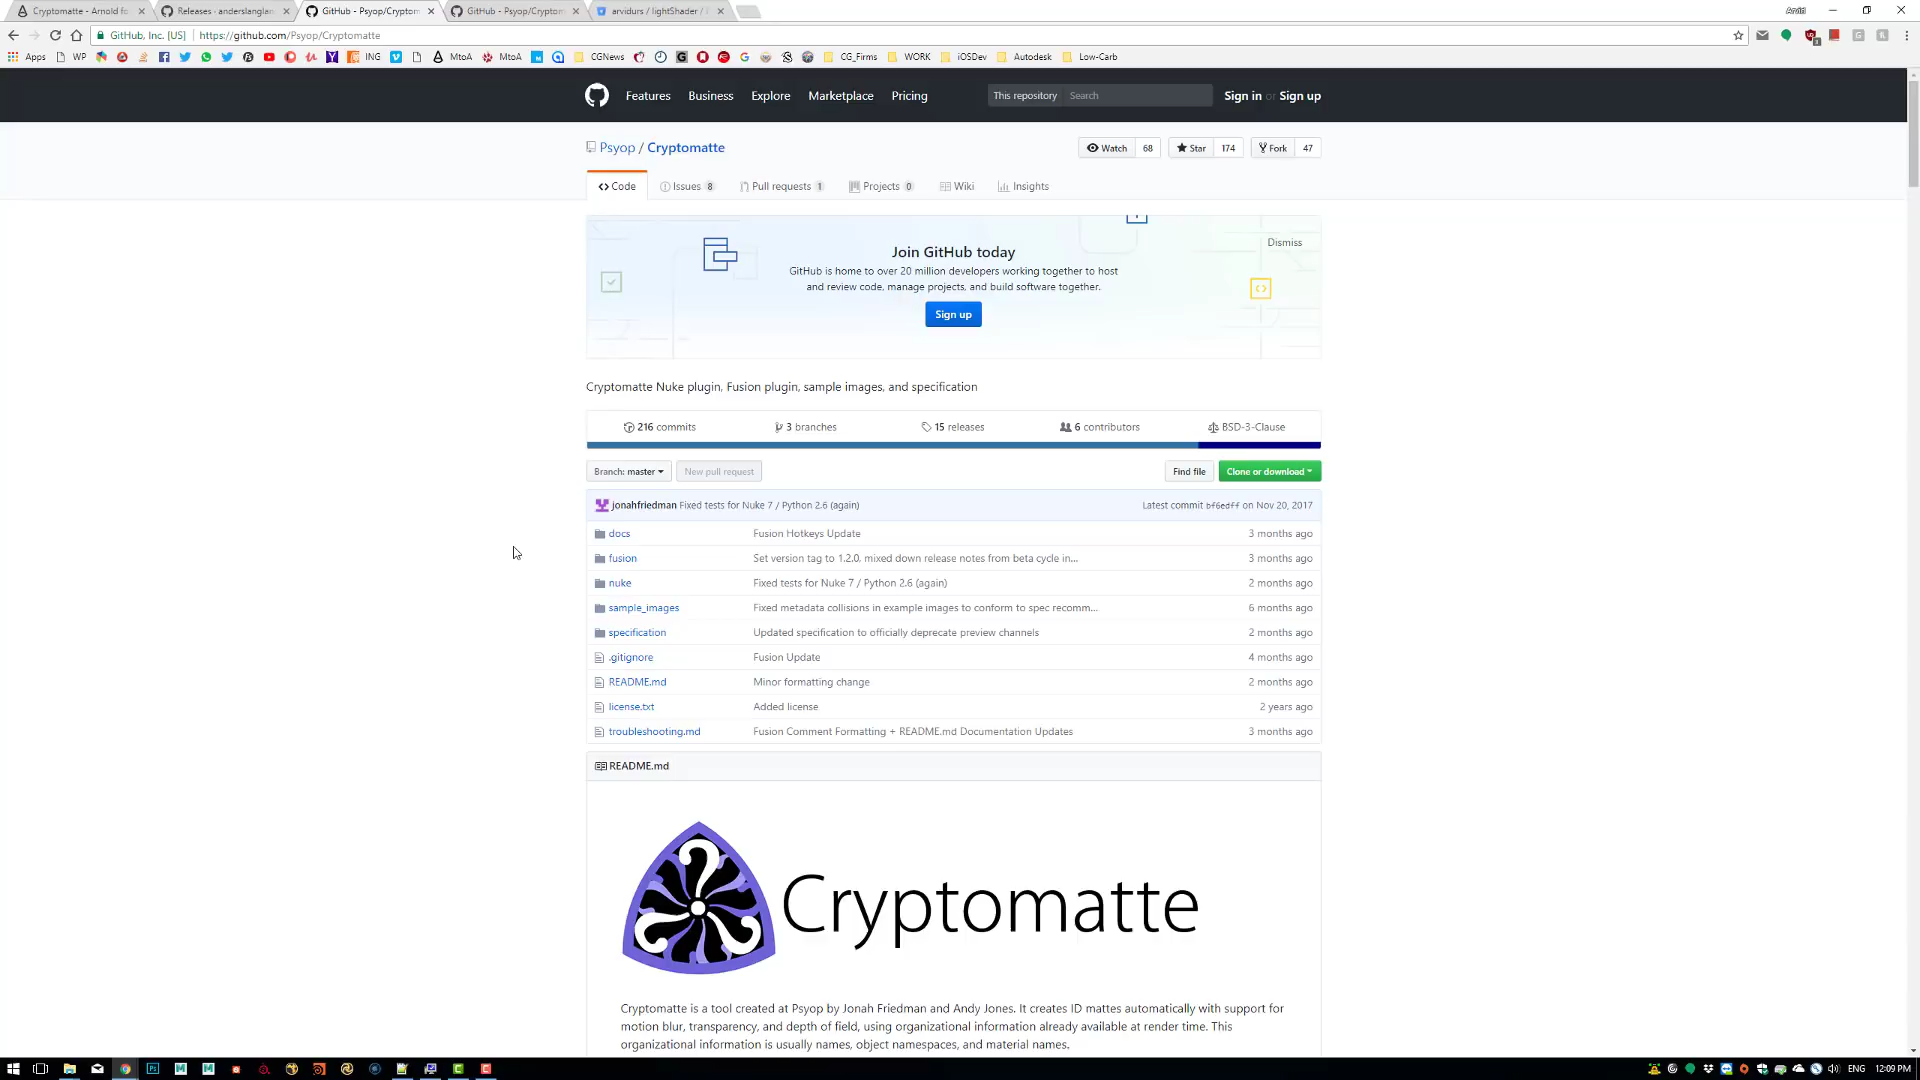 Cryptomatte - Arnold fo
Releases · anderslanglan
GitHub - Psyop/Cryptom
GitHub - Psyop/Cryptom
arvidurs / lightShader /
Arvid
GitHub, Inc. [US]
https://github.com/Psyop/Cryptomatte
Apps
WP
ING
MtoA
MtoA
CGNews
CG_Firms
WORK
iOSDev
Autodesk
Low-Carb
Features
Business
Explore
Marketplace
Pricing
This repository
Search
Sign in or Sign up
Psyop / Cryptomatte
Watch 68
Star 174
Fork 47
Code
Issues 8
Pull requests 1
Projects 0
Wiki
Insights
Join GitHub today
Dismiss
GitHub is home to over 20 million developers working together to host
and review code, manage projects, and build software together.
Sign up
Cryptomatte Nuke plugin, Fusion plugin, sample images, and specification
216 commits
3 branches
15 releases
6 contributors
BSD-3-Clause
Branch: master
New pull request
Find file
Clone or download
jonahfriedman Fixed tests for Nuke 7 / Python 2.6 (again)
Latest commit bf6edff on Nov 20, 2017
docs Fusion Hotkeys Update 3 months ago
fusion Set version tag to 1.2.0, mixed down release notes from beta cycle in... 3 months ago
nuke Fixed tests for Nuke 7 / Python 2.6 (again) 2 months ago
sample_images Fixed metadata collisions in example images to conform to spec recomm... 6 months ago
specification Updated specification to officially deprecate preview channels 2 months ago
.gitignore Fusion Update 4 months ago
README.md Minor formatting change 2 months ago
license.txt Added license 2 years ago
troubleshooting.md Fusion Comment Formatting + README.md Documentation Updates 3 months ago
README.md
Cryptomatte
Cryptomatte is a tool created at Psyop by Jonah Friedman and Andy Jones. It creates ID mattes automatically with support for
motion blur, transparency, and depth of field, using organizational information already available at render time. This
organizational information is usually names, object namespaces, and material names.
ENG
12:09 PM